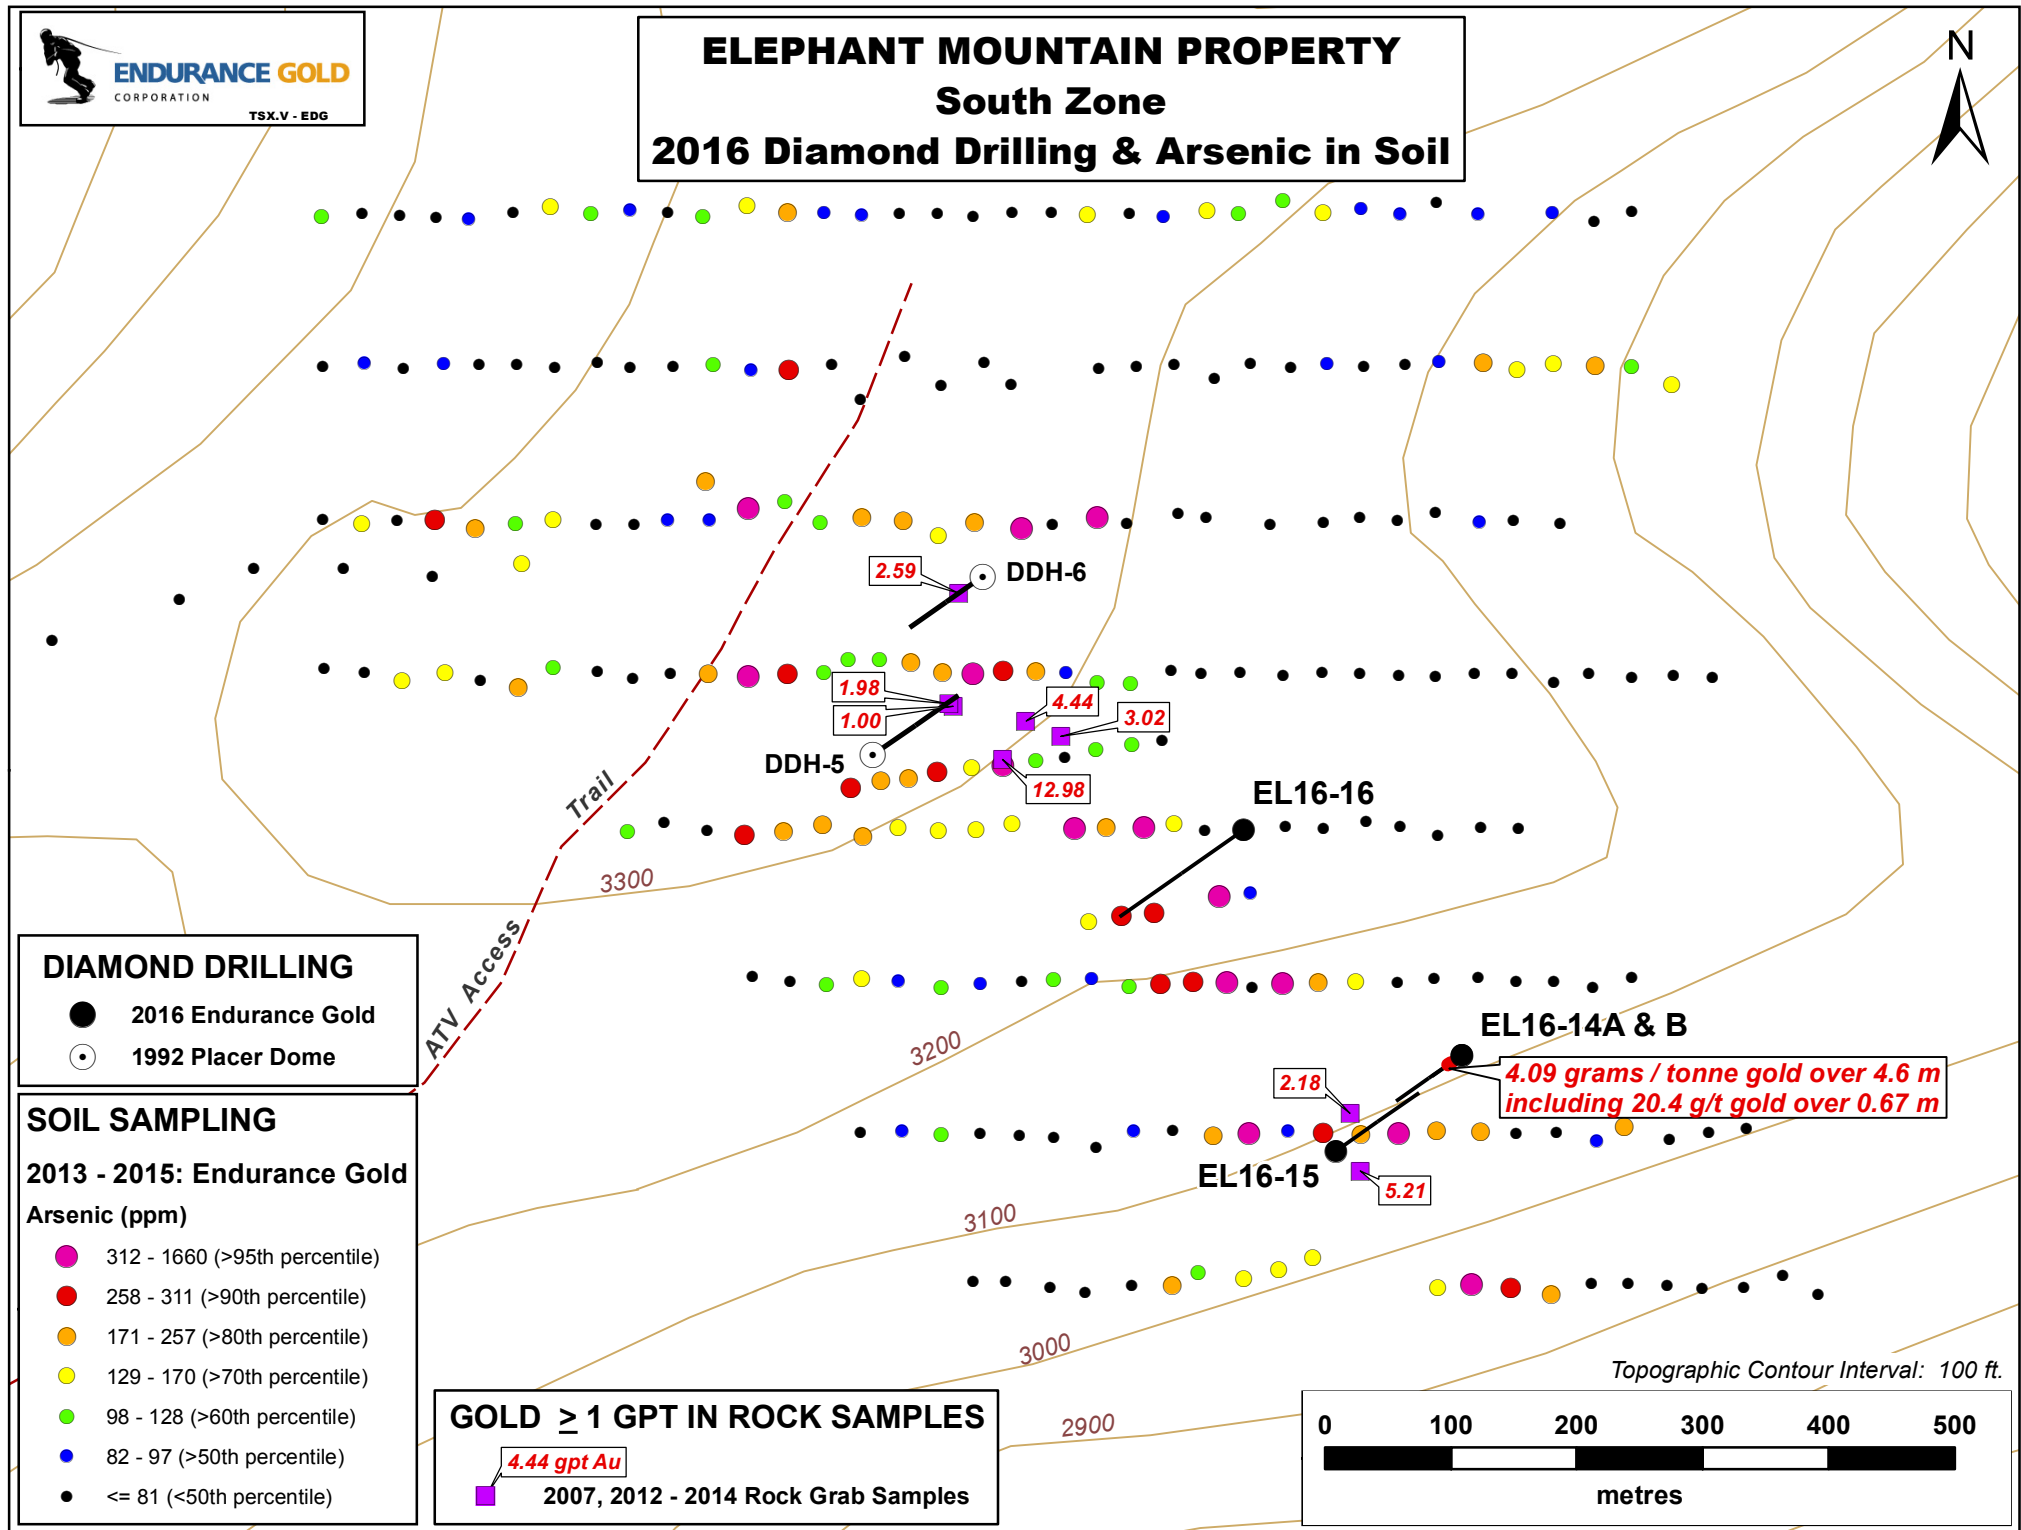 ENDURANCE GOLD
CORPORATION
TSX.V - EDG
ELEPHANT MOUNTAIN PROPERTY
South Zone
2016 Diamond Drilling & Arsenic in Soil
N
2.59
DDH-6
1.98
1.00
4.44
3.02
DDH-5
12.98
Trail
EL16-16
3300
ATV Access
3200
EL16-14A & B
4.09 grams / tonne gold over 4.6 m
including 20.4 g/t gold over 0.67 m
2.18
EL16-15
5.21
3100
3000
2900
DIAMOND DRILLING
2016 Endurance Gold
1992 Placer Dome
SOIL SAMPLING
2013 - 2015: Endurance Gold
Arsenic (ppm)
312 - 1660 (>95th percentile)
258 - 311 (>90th percentile)
171 - 257 (>80th percentile)
129 - 170 (>70th percentile)
98 - 128 (>60th percentile)
82 - 97 (>50th percentile)
<= 81 (<50th percentile)
GOLD ≥ 1 GPT IN ROCK SAMPLES
4.44 gpt Au
2007, 2012 - 2014 Rock Grab Samples
Topographic Contour Interval: 100 ft.
0 100 200 300 400 500
metres